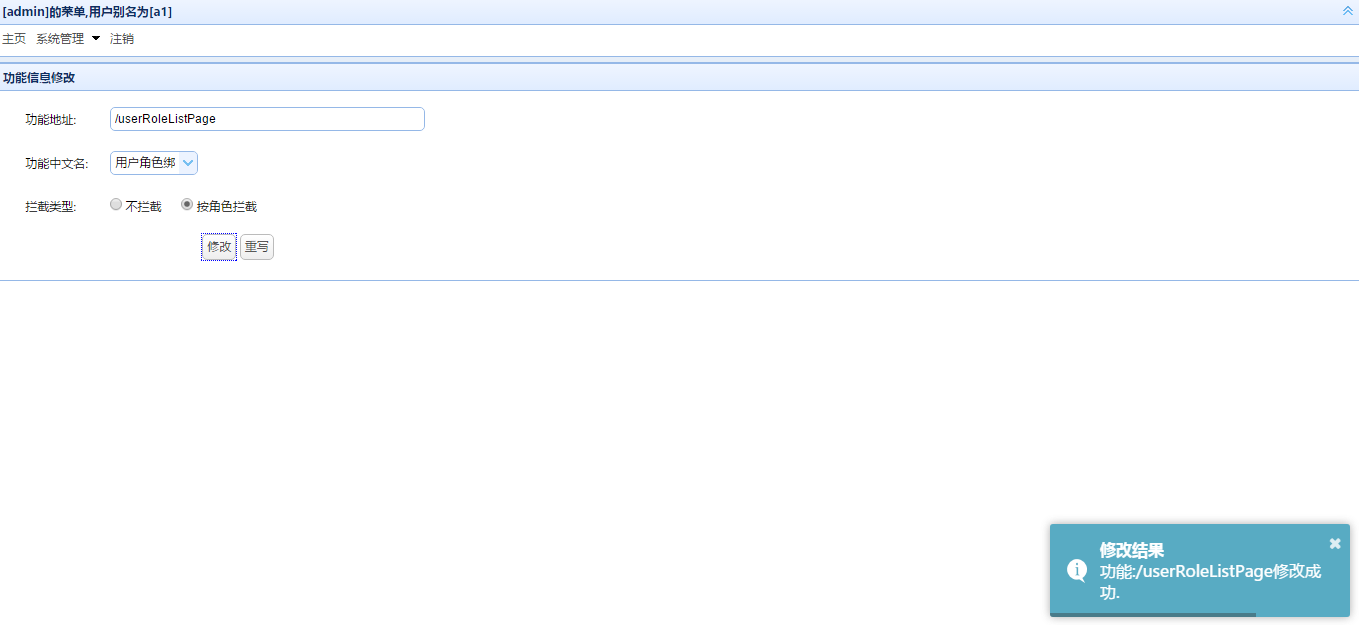 [admin]的菜单,用户别名为[a1]
主页 系统管理 注销
功能信息修改
功能地址: /userRoleListPage
功能中文名: 用户角色绑
拦截类型: 不拦截 按角色拦截
修改 重写
修改结果
功能:/userRoleListPage修改成
功.